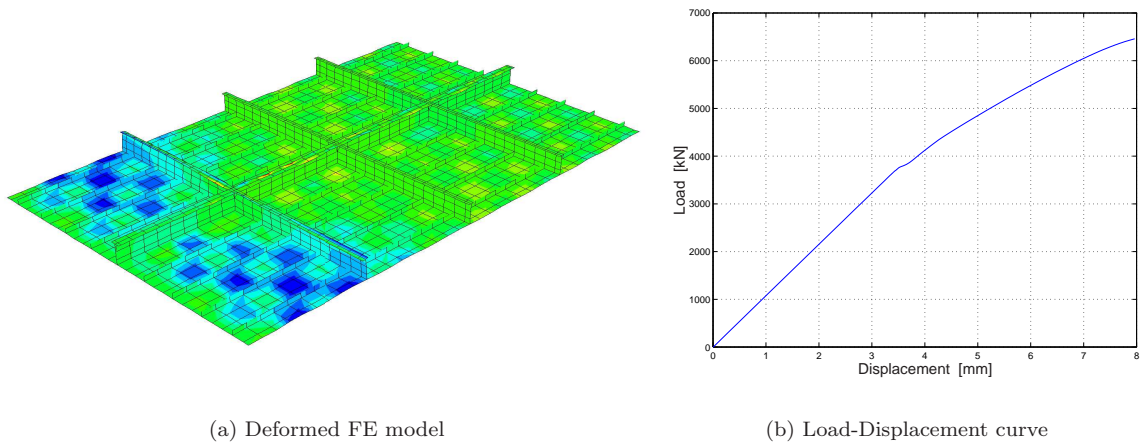 7000
6000
5000
4000
3000
2000
1000
0
Load [kN]
0 1 2 3 4 5 6 7 8
Displacement [mm]
(a) Deformed FE model
(b) Load-Displacement curve